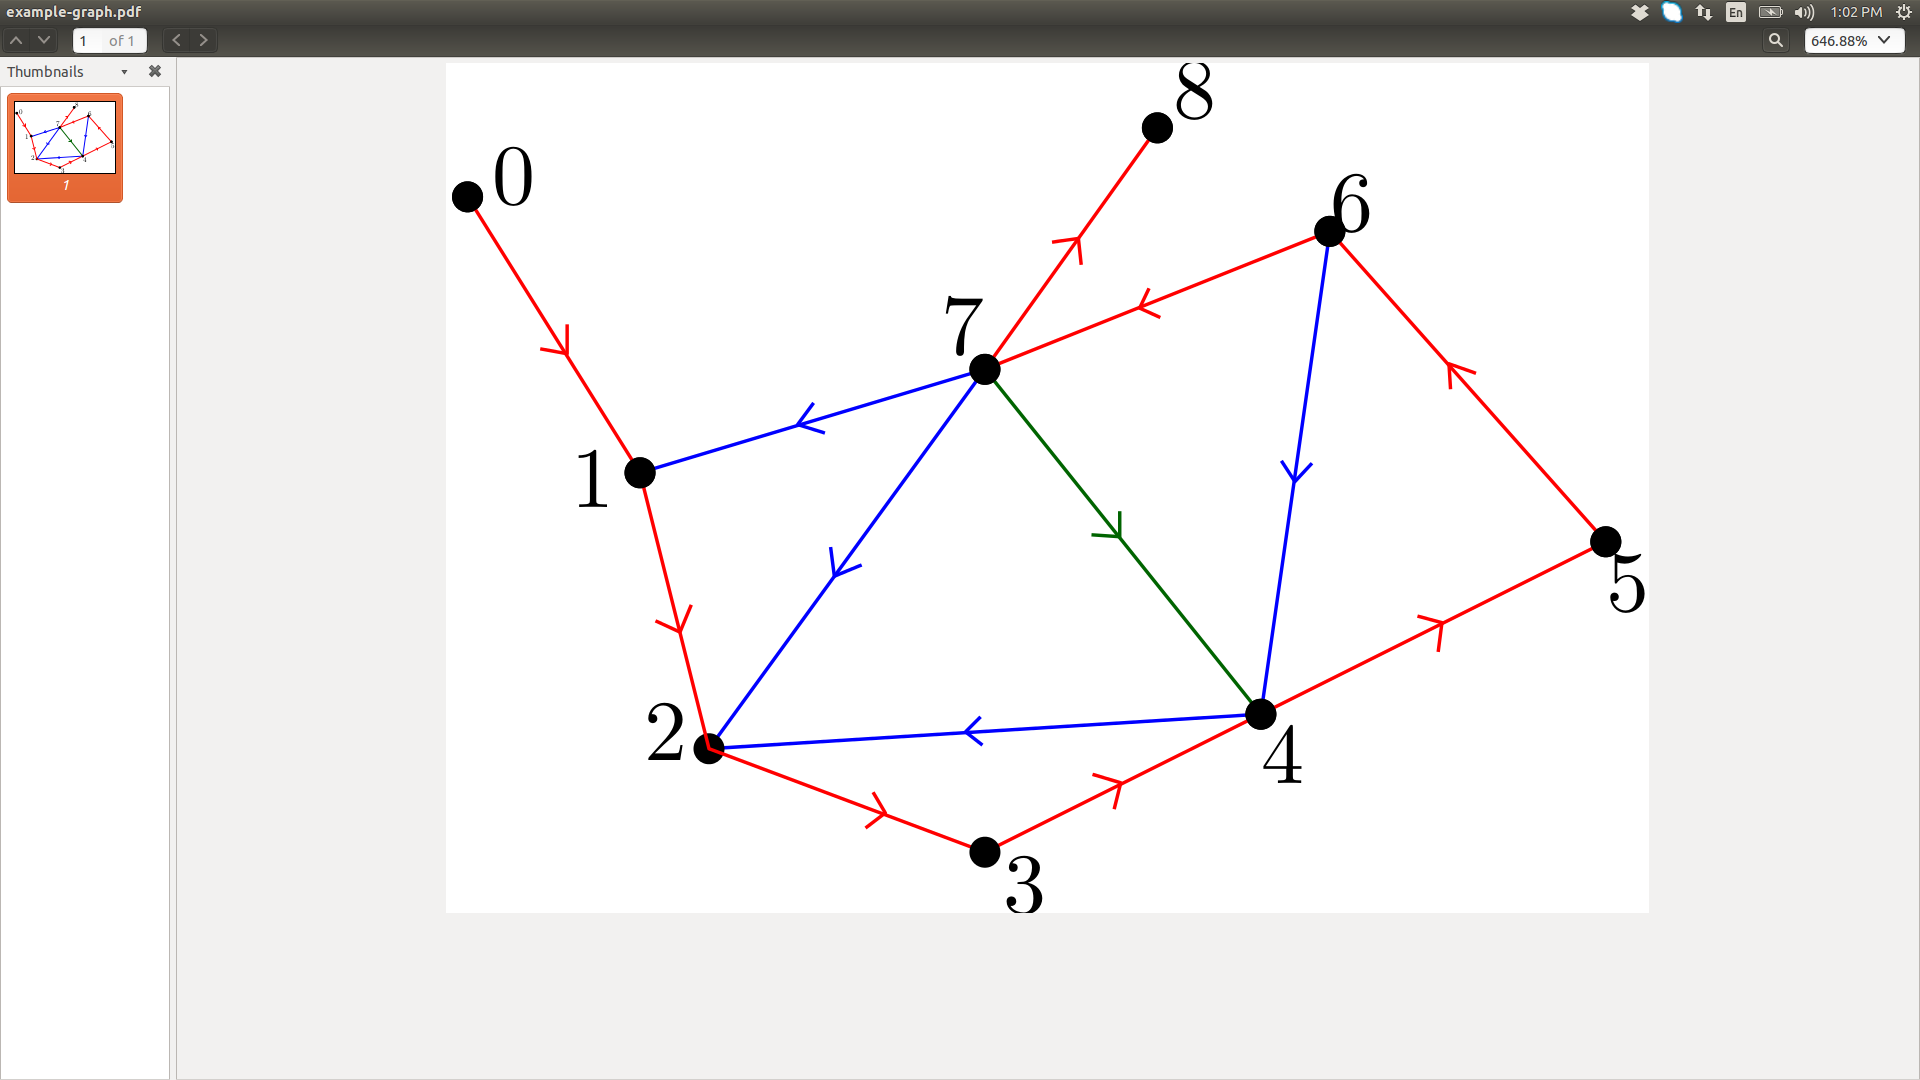 example-graph.pdf
En
1:02 PM
1 of 1
646.88%
Thumbnails
1
8
0
6
7
1
5
2
4
3